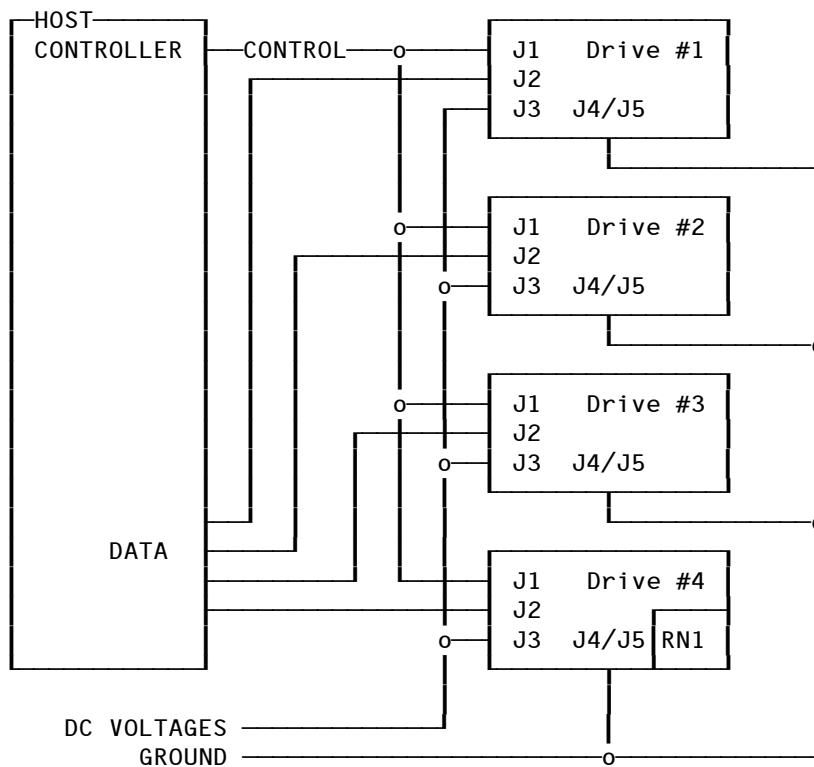 HOST
CONTROLLER CONTROL J1 Drive #1
J2
J3 J4/J5
J1 Drive #2
J2
J3 J4/J5
J1 Drive #3
J2
J3 J4/J5
DATA
J1 Drive #4
J2
J3 J4/J5 RN1
DC VOLTAGES
GROUND